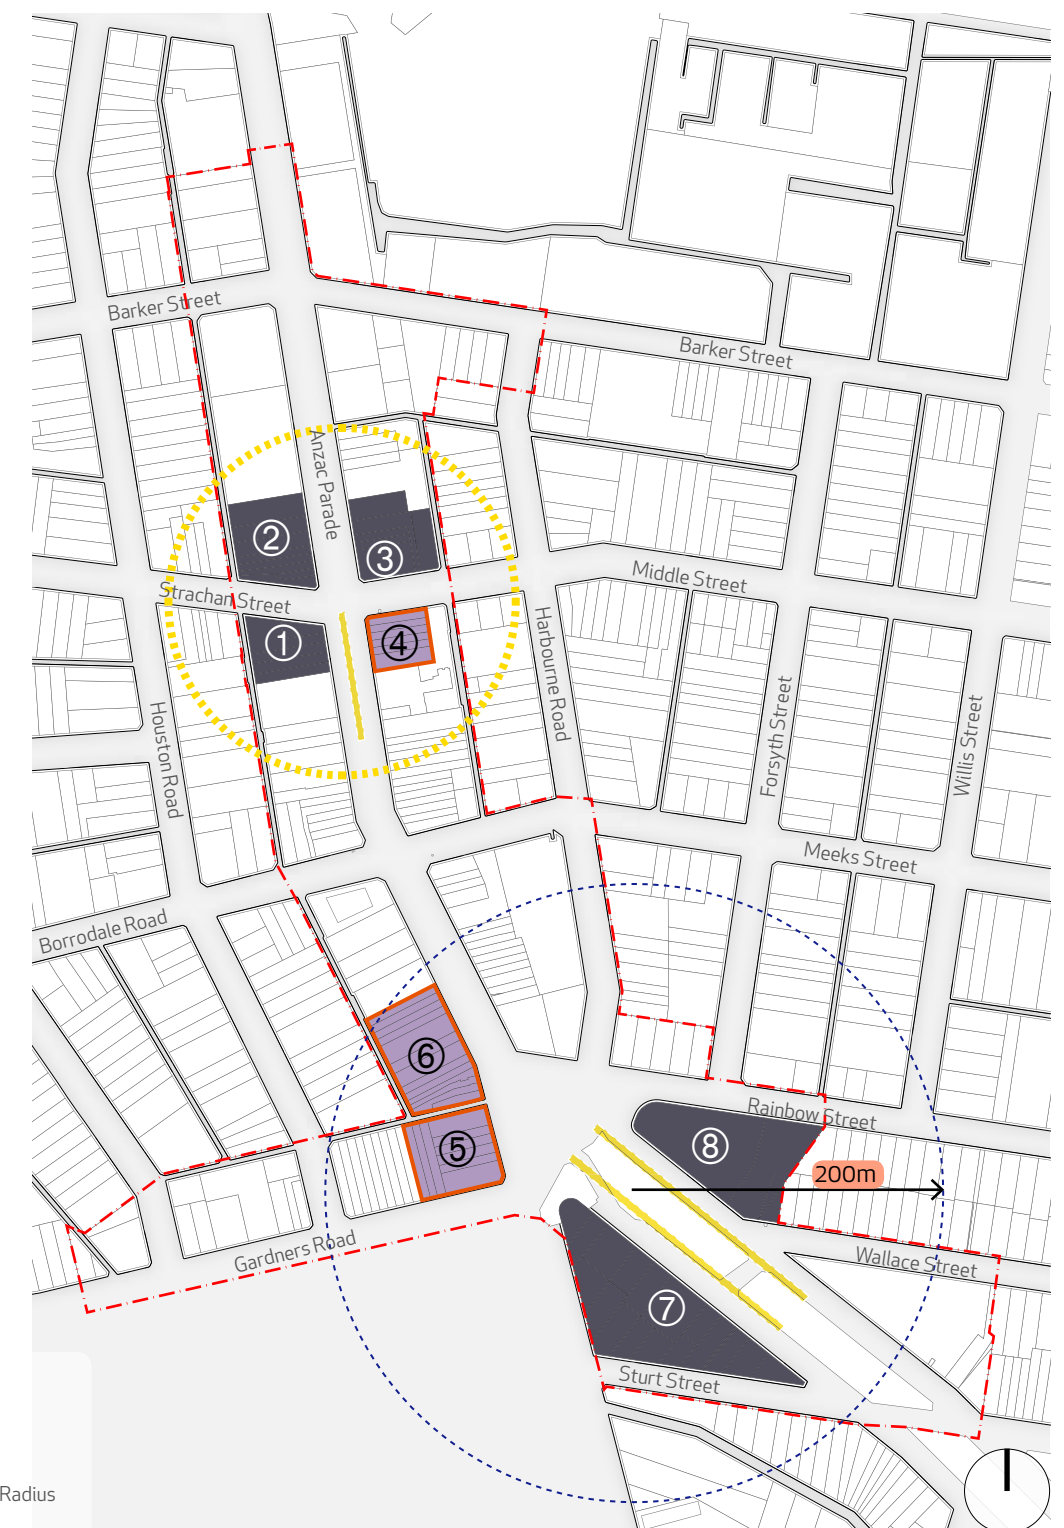 Barker Street
Barker Street
Anzac Parade
②
③
Strachan Street
Middle Street
①
④
Harbourne Road
Houston Road
Forsyth Street
Willis Street
Meeks Street
Borrodale Road
⑥
Rainbow Street
⑤
⑧
200m
Gardners Road
Wallace Street
⑦
Sturt Street
Radius